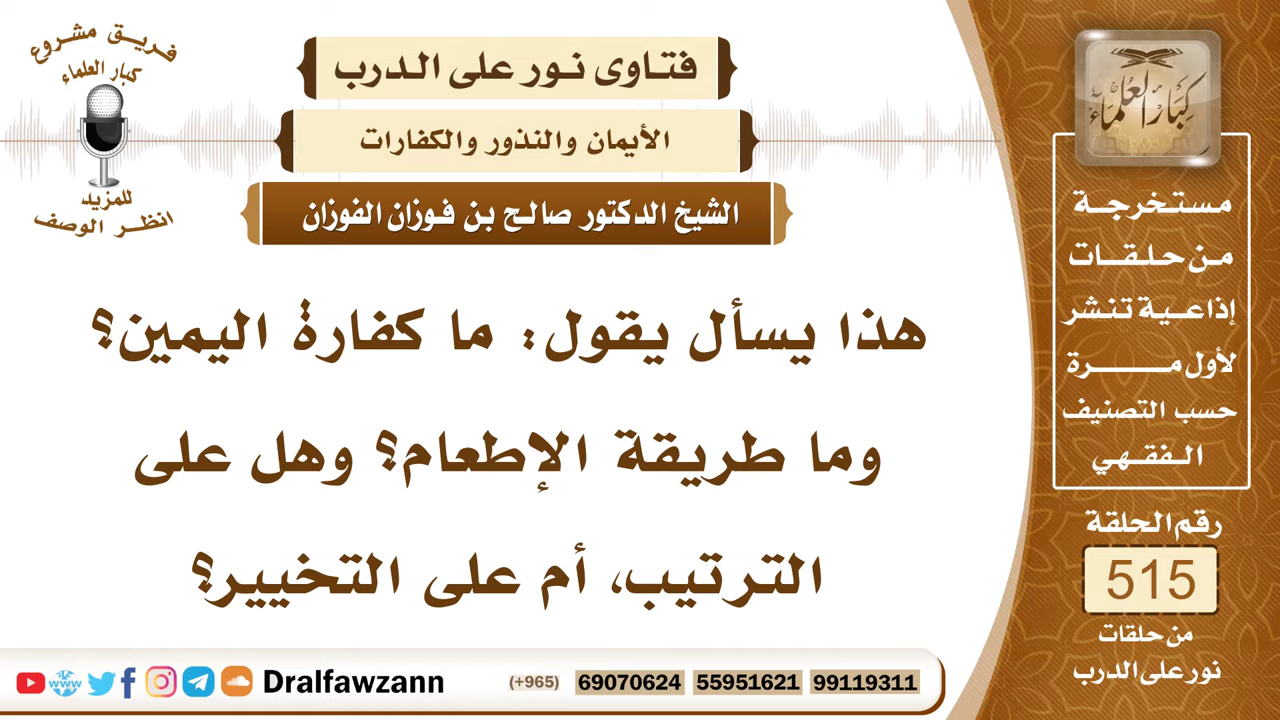 فريق مشروع
كبار العلماء
للمزيد
انظر الوصف
فتاوى نور على الدرب
الأيمان والنذور والكفارات
الشيخ الدكتور صالح بن فوزان الفوزان
هذا يسأل يقول: ما كفارةُ اليمين؟
وما طريقة الإطعام؟ وهل على
الترتيب، أم على التخيير؟
كبار العلماء
مستخرجة
من حلقات
إذاعية تنشر
لأول مرة
حسب التصنيف
الفقهي
رقم الحلقة
515
من حلقات
نور على الدرب
www
Dralfawzann
(+965) 69070624 55951621 99119311